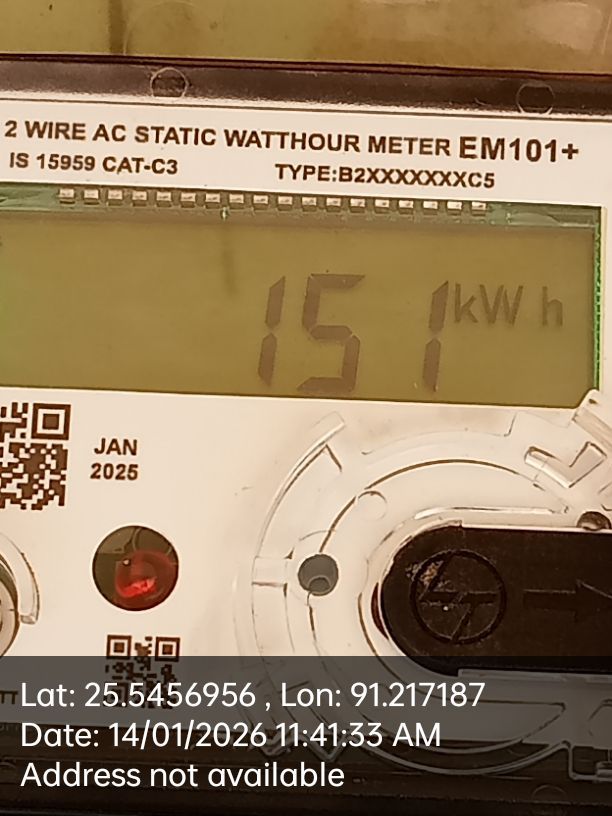 2 WIRE AC STATIC WATTHOUR METER EM101+
IS 15959 CAT-C3 TYPE:B2XXXXXXXC5
151 kWh
JAN
2025
LT
Lat: 25.5456956 , Lon: 91.217187
Date: 14/01/2026 11:41:33 AM
Address not available